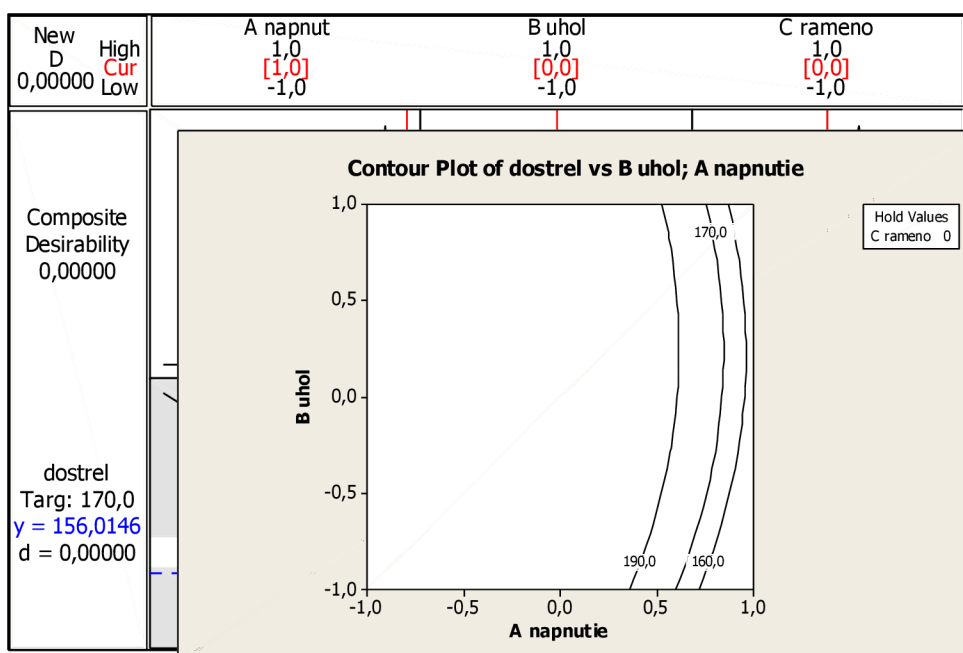 New
D
0,00000
High
Cur
Low
A napnut
1,0
[1,0]
-1,0
B uhol
1,0
[0,0]
-1,0
C rameno
1,0
[0,0]
-1,0
Composite
Desirability
0,00000
dostrel
Targ: 170,0
y = 156,0146
d = 0,00000
Contour Plot of dostrel vs B uhol; A napnutie
Hold Values
C rameno 0
B uhol
1,0
0,5
0,0
-0,5
-1,0
170,0
190,0
160,0
-1,0 -0,5 0,0 0,5 1,0
A napnutie